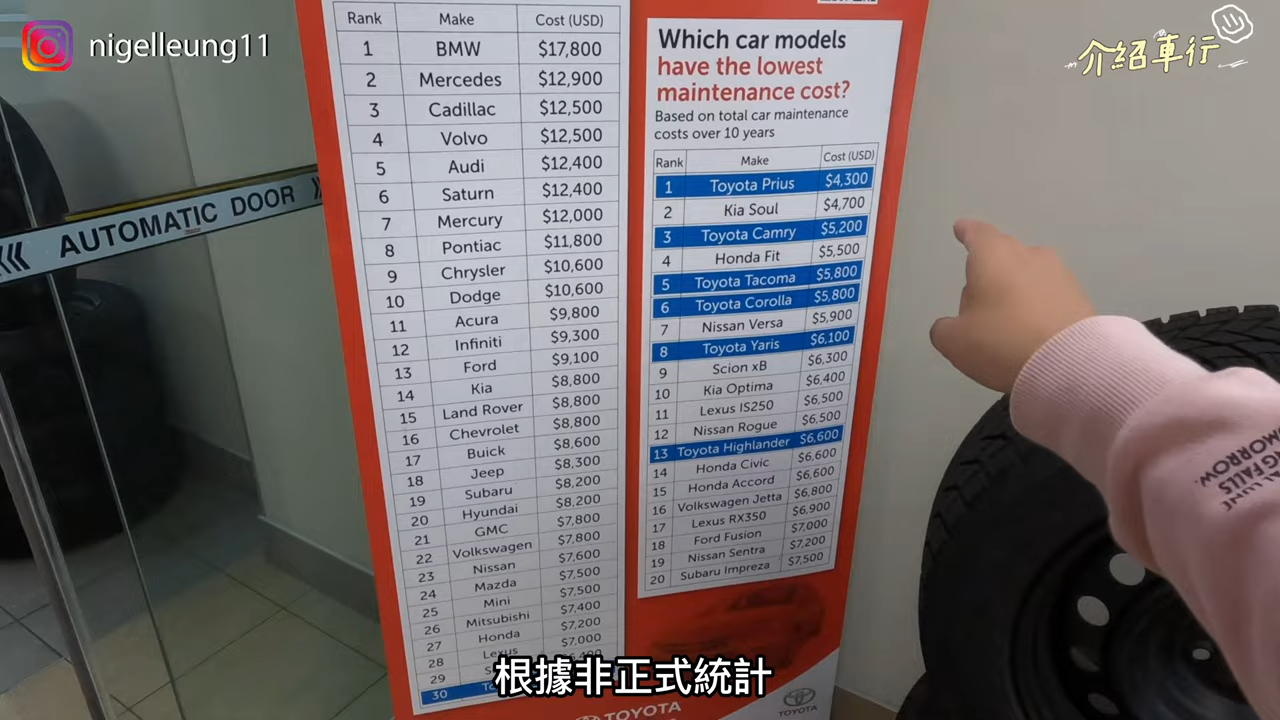 nigelleung11
介紹車行
AUTOMATIC DOOR
Rank Make Cost (USD)
1 BMW $17,800
2 Mercedes $12,900
3 Cadillac $12,500
4 Volvo $12,500
5 Audi $12,400
6 Saturn $12,400
7 Mercury $12,000
8 Pontiac $11,800
9 Chrysler $10,600
10 Dodge $10,600
11 Acura $9,800
12 Infiniti $9,300
13 Ford $9,100
14 Kia $8,800
15 Land Rover $8,800
16 Chevrolet $8,800
17 Buick $8,600
18 Jeep $8,300
19 Subaru $8,200
20 Hyundai $8,200
21 GMC $7,800
22 Volkswagen $7,800
23 Nissan $7,600
24 Mazda $7,500
25 Mini $7,500
26 Mitsubishi $7,400
27 Honda $7,200
28 Lexus $7,000
29
30
Which car models
have the lowest
maintenance cost?
Based on total car maintenance
costs over 10 years
Rank Make Cost (USD)
1 Toyota Prius $4,300
2 Kia Soul $4,700
3 Toyota Camry $5,200
4 Honda Fit $5,500
5 Toyota Tacoma $5,800
6 Toyota Corolla $5,800
7 Nissan Versa $5,900
8 Toyota Yaris $6,100
9 Scion xB $6,300
10 Kia Optima $6,400
11 Lexus IS250 $6,500
12 Nissan Rogue $6,500
13 Toyota Highlander $6,600
14 Honda Civic $6,600
15 Honda Accord $6,600
16 Volkswagen Jetta $6,800
17 Lexus RX350 $6,900
18 Ford Fusion $7,000
19 Nissan Sentra $7,200
20 Subaru Impreza $7,500
TOYOTA
TOYOTA
根據非正式統計